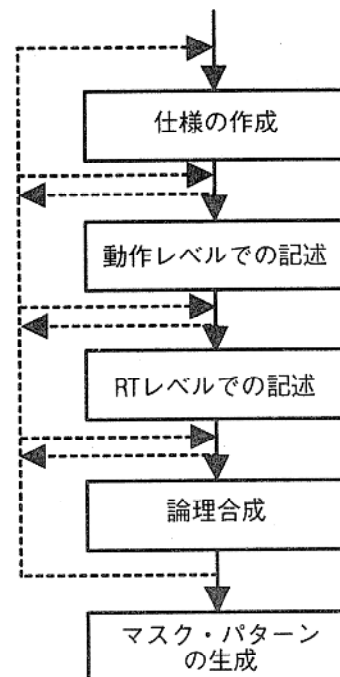 仕様の作成
動作レベルでの記述
RTレベルでの記述
論理合成
マスク・パターン
の生成